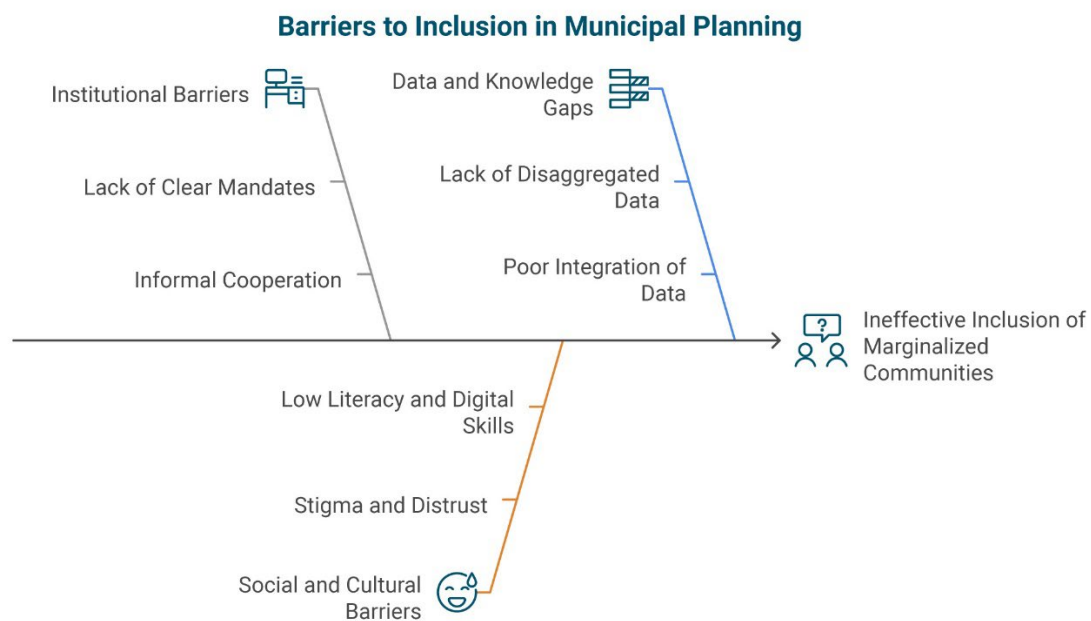 Barriers to Inclusion in Municipal Planning
Institutional Barriers
Lack of Clear Mandates
Informal Cooperation
Data and Knowledge
Gaps
Lack of Disaggregated
Data
Poor Integration of
Data
?
Ineffective Inclusion of
Marginalized
Communities
Low Literacy and Digital
Skills
Stigma and Distrust
Social and Cultural
Barriers